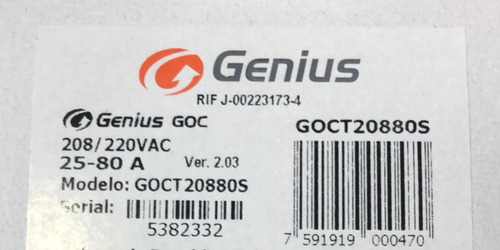 Genius
RIF J-00223173-4
Genius GOC
GOCT20880S
208/220VAC
25-80 A Ver. 2.03
Modelo: GOCT20880S
Serial:
5382332
7 591919 000470